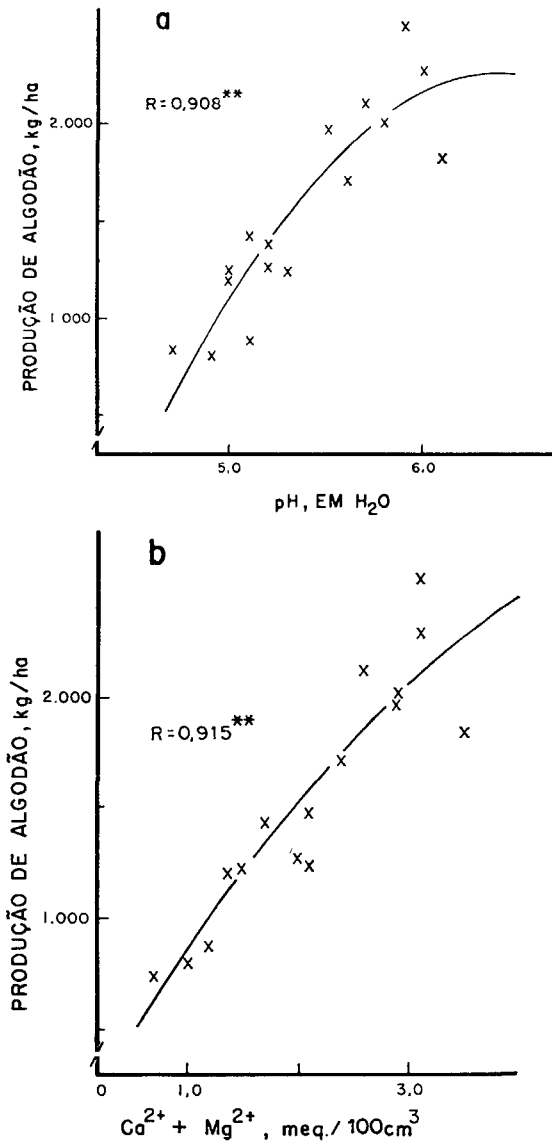 a
R=0,908**
PRODUÇÃO DE ALGODÃO, kg/ha
2.000
1 000
5,0 6.0
pH, EM H₂O
b
R=0,915**
PRODUÇÃO DE ALGODÃO, kg/ha
2.000
1.000
0 1,0 3,0
Ca²⁺ + Mg²⁺ , meq./100cm³